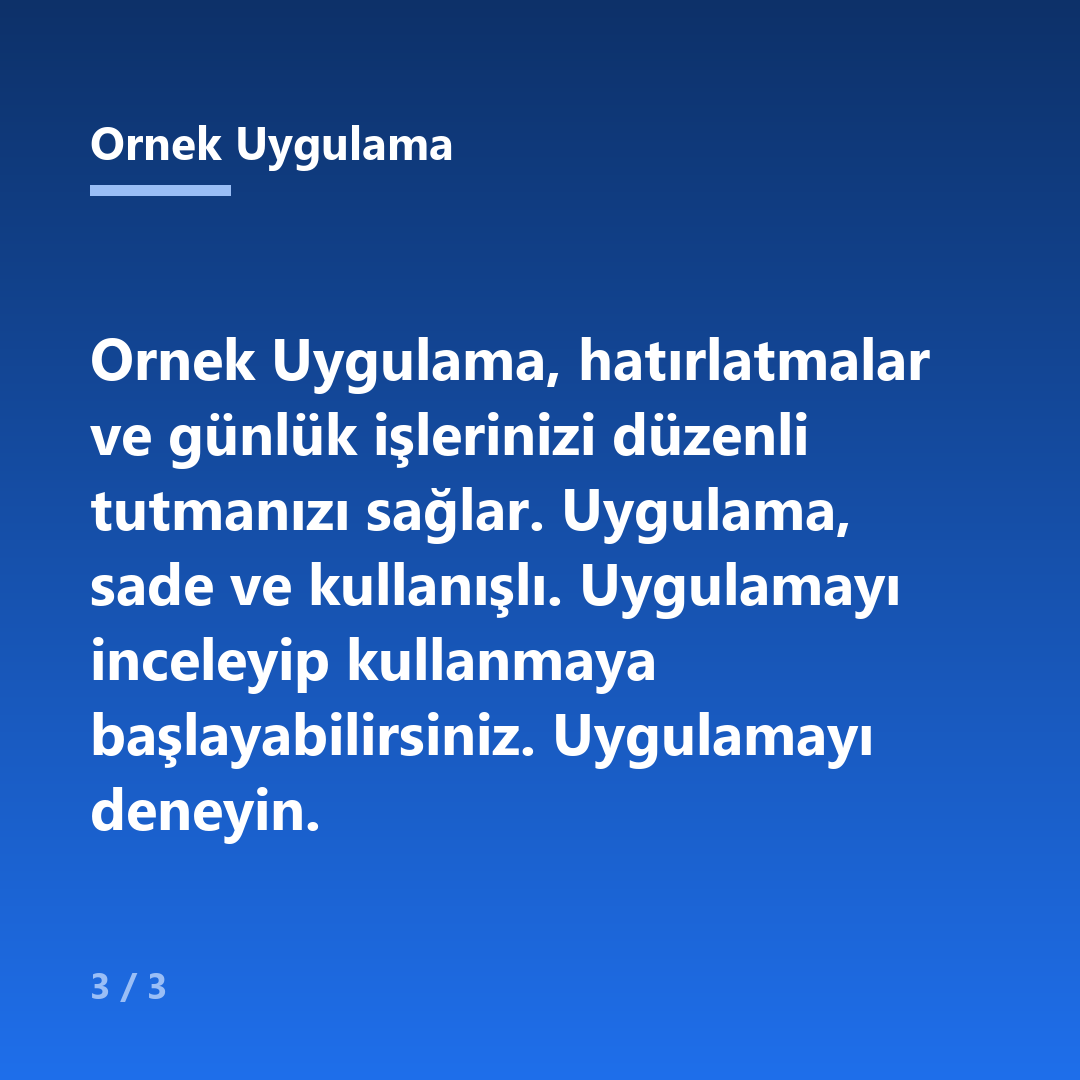 Ornek Uygulama
Ornek Uygulama, hatırlatmalar
ve günlük işlerinizi düzenli
tutmanızı sağlar. Uygulama,
sade ve kullanışlı. Uygulamayı
inceleyip kullanmaya
başlayabilirsiniz. Uygulamayı
deneyin.
3 / 3